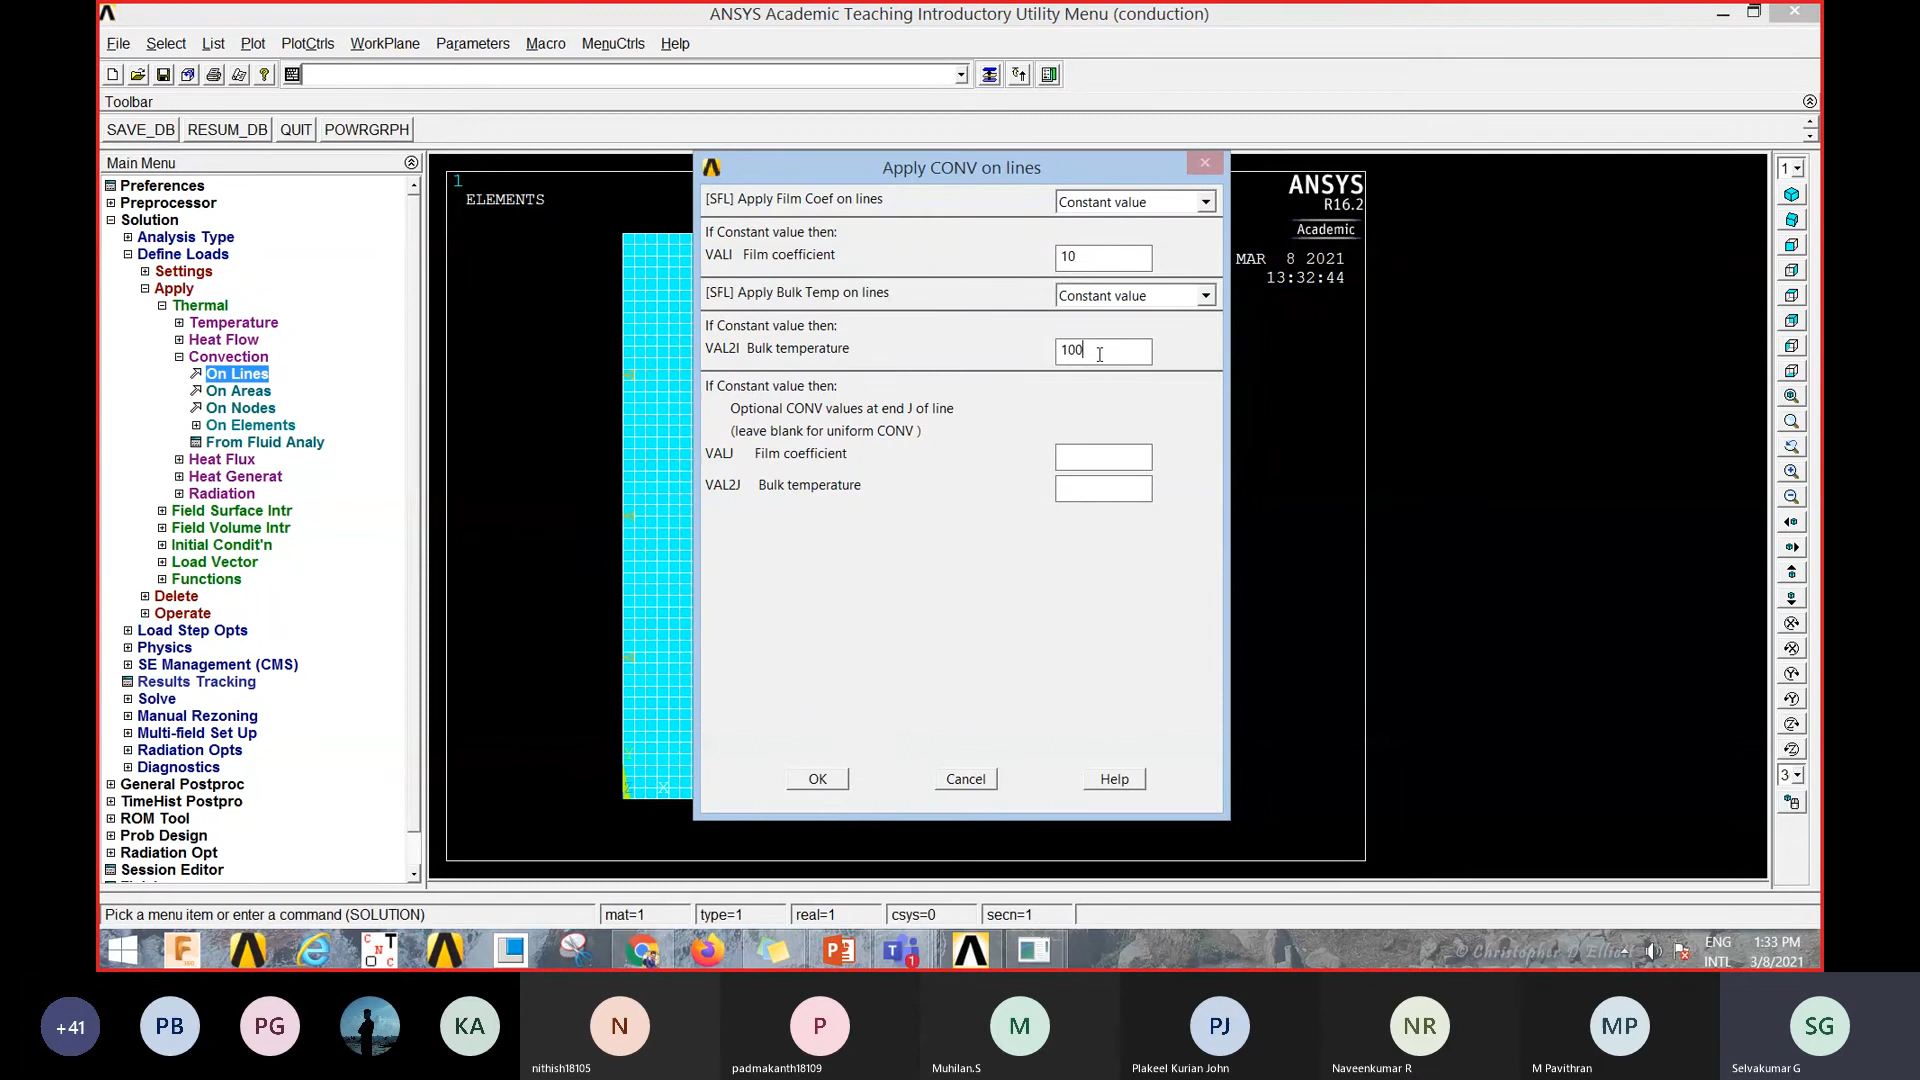 ANSYS Academic Teaching Introductory Utility Menu (conduction)
File Select List Plot PlotCtrls WorkPlane Parameters Macro MenuCtrls Help
Toolbar
SAVE_DB RESUM_DB QUIT POWRGRPH
Main Menu
Preferences
Preprocessor
Solution
Analysis Type
Define Loads
Settings
Apply
Thermal
Temperature
Heat Flow
Convection
On Lines
On Areas
On Nodes
On Elements
From Fluid Analy
Heat Flux
Heat Generat
Radiation
Field Surface Intr
Field Volume Intr
Initial Condit'n
Load Vector
Functions
Delete
Operate
Load Step Opts
Physics
SE Management (CMS)
Results Tracking
Solve
Manual Rezoning
Multi-field Set Up
Radiation Opts
Diagnostics
General Postproc
TimeHist Postpro
ROM Tool
Prob Design
Radiation Opt
Session Editor
1
ELEMENTS
Y
Z X
Apply CONV on lines
[SFL] Apply Film Coef on lines Constant value
If Constant value then:
VALI Film coefficient 10
[SFL] Apply Bulk Temp on lines Constant value
If Constant value then:
VAL2I Bulk temperature 100
If Constant value then:
Optional CONV values at end J of line
(leave blank for uniform CONV )
VALJ Film coefficient
VAL2J Bulk temperature
OK Cancel Help
ANSYS
R16.2
Academic
MAR 8 2021
13:32:44
1
3
Pick a menu item or enter a command (SOLUTION) mat=1 type=1 real=1 csys=0 secn=1
© Christopher D Elli
ENG 1:33 PM
INTL 3/8/2021
+41 PB PG KA N P M PJ NR MP SG
nithish18105 padmakanth18109 Muhilan.S Plakeel Kurian John Naveenkumar R M Pavithran Selvakumar G